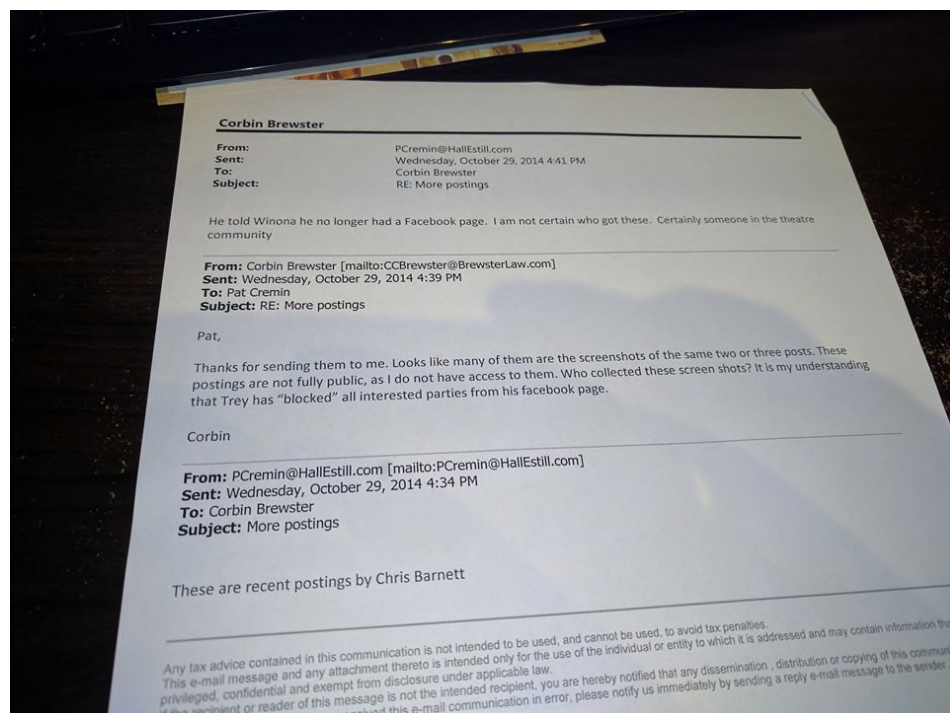 Corbin Brewster
From: PCremin@HallEstill.com
Sent: Wednesday, October 29, 2014 4:41 PM
To: Corbin Brewster
Subject: RE: More postings
He told Winona he no longer had a Facebook page. I am not certain who got these. Certainly someone in the theatre
community
From: Corbin Brewster [mailto:CCBrewster@BrewsterLaw.com]
Sent: Wednesday, October 29, 2014 4:39 PM
To: Pat Cremin
Subject: RE: More postings
Pat,
Thanks for sending them to me. Looks like many of them are the screenshots of the same two or three posts. These
postings are not fully public, as I do not have access to them. Who collected these screen shots? It is my understanding
that Trey has “blocked” all interested parties from his facebook page.
Corbin
From: PCremin@HallEstill.com [mailto:PCremin@HallEstill.com]
Sent: Wednesday, October 29, 2014 4:34 PM
To: Corbin Brewster
Subject: More postings
These are recent postings by Chris Barnett
Any tax advice contained in this communication is not intended to be used, and cannot be used, to avoid tax penalties.
This e-mail message and any attachment thereto is intended only for the use of the individual or entity to which it is addressed and may contain information
privileged, confidential and exempt from disclosure under applicable law.
recipient or reader of this message is not the intended recipient, you are hereby notified that any dissemination , distribution or copying of this
this e-mail communication in error, please notify us immediately by sending a reply e-mail message to the sender